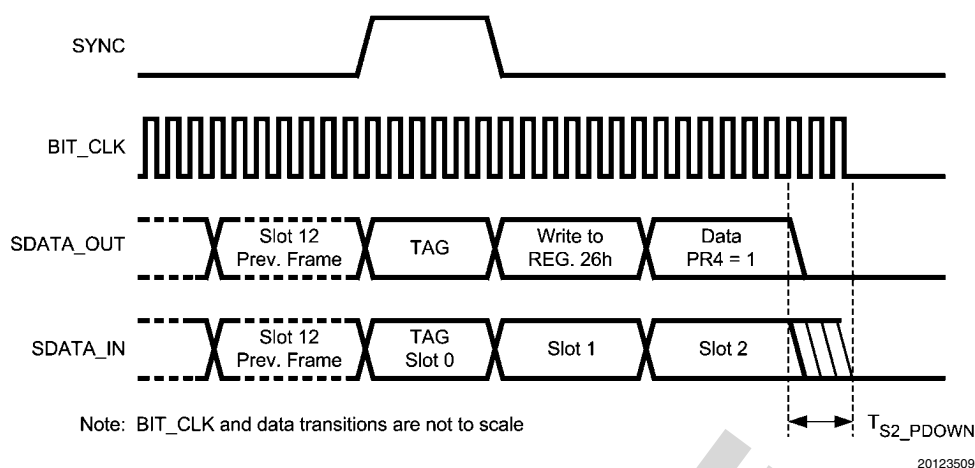 SYNC
BIT_CLK
SDATA_OUT
Slot 12
Prev. Frame
TAG
Write to
REG. 26h
Data
PR4 = 1
SDATA_IN
Slot 12
Prev. Frame
TAG
Slot 0
Slot 1
Slot 2
Note: BIT_CLK and data transitions are not to scale
TS2_PDOWN
20123509